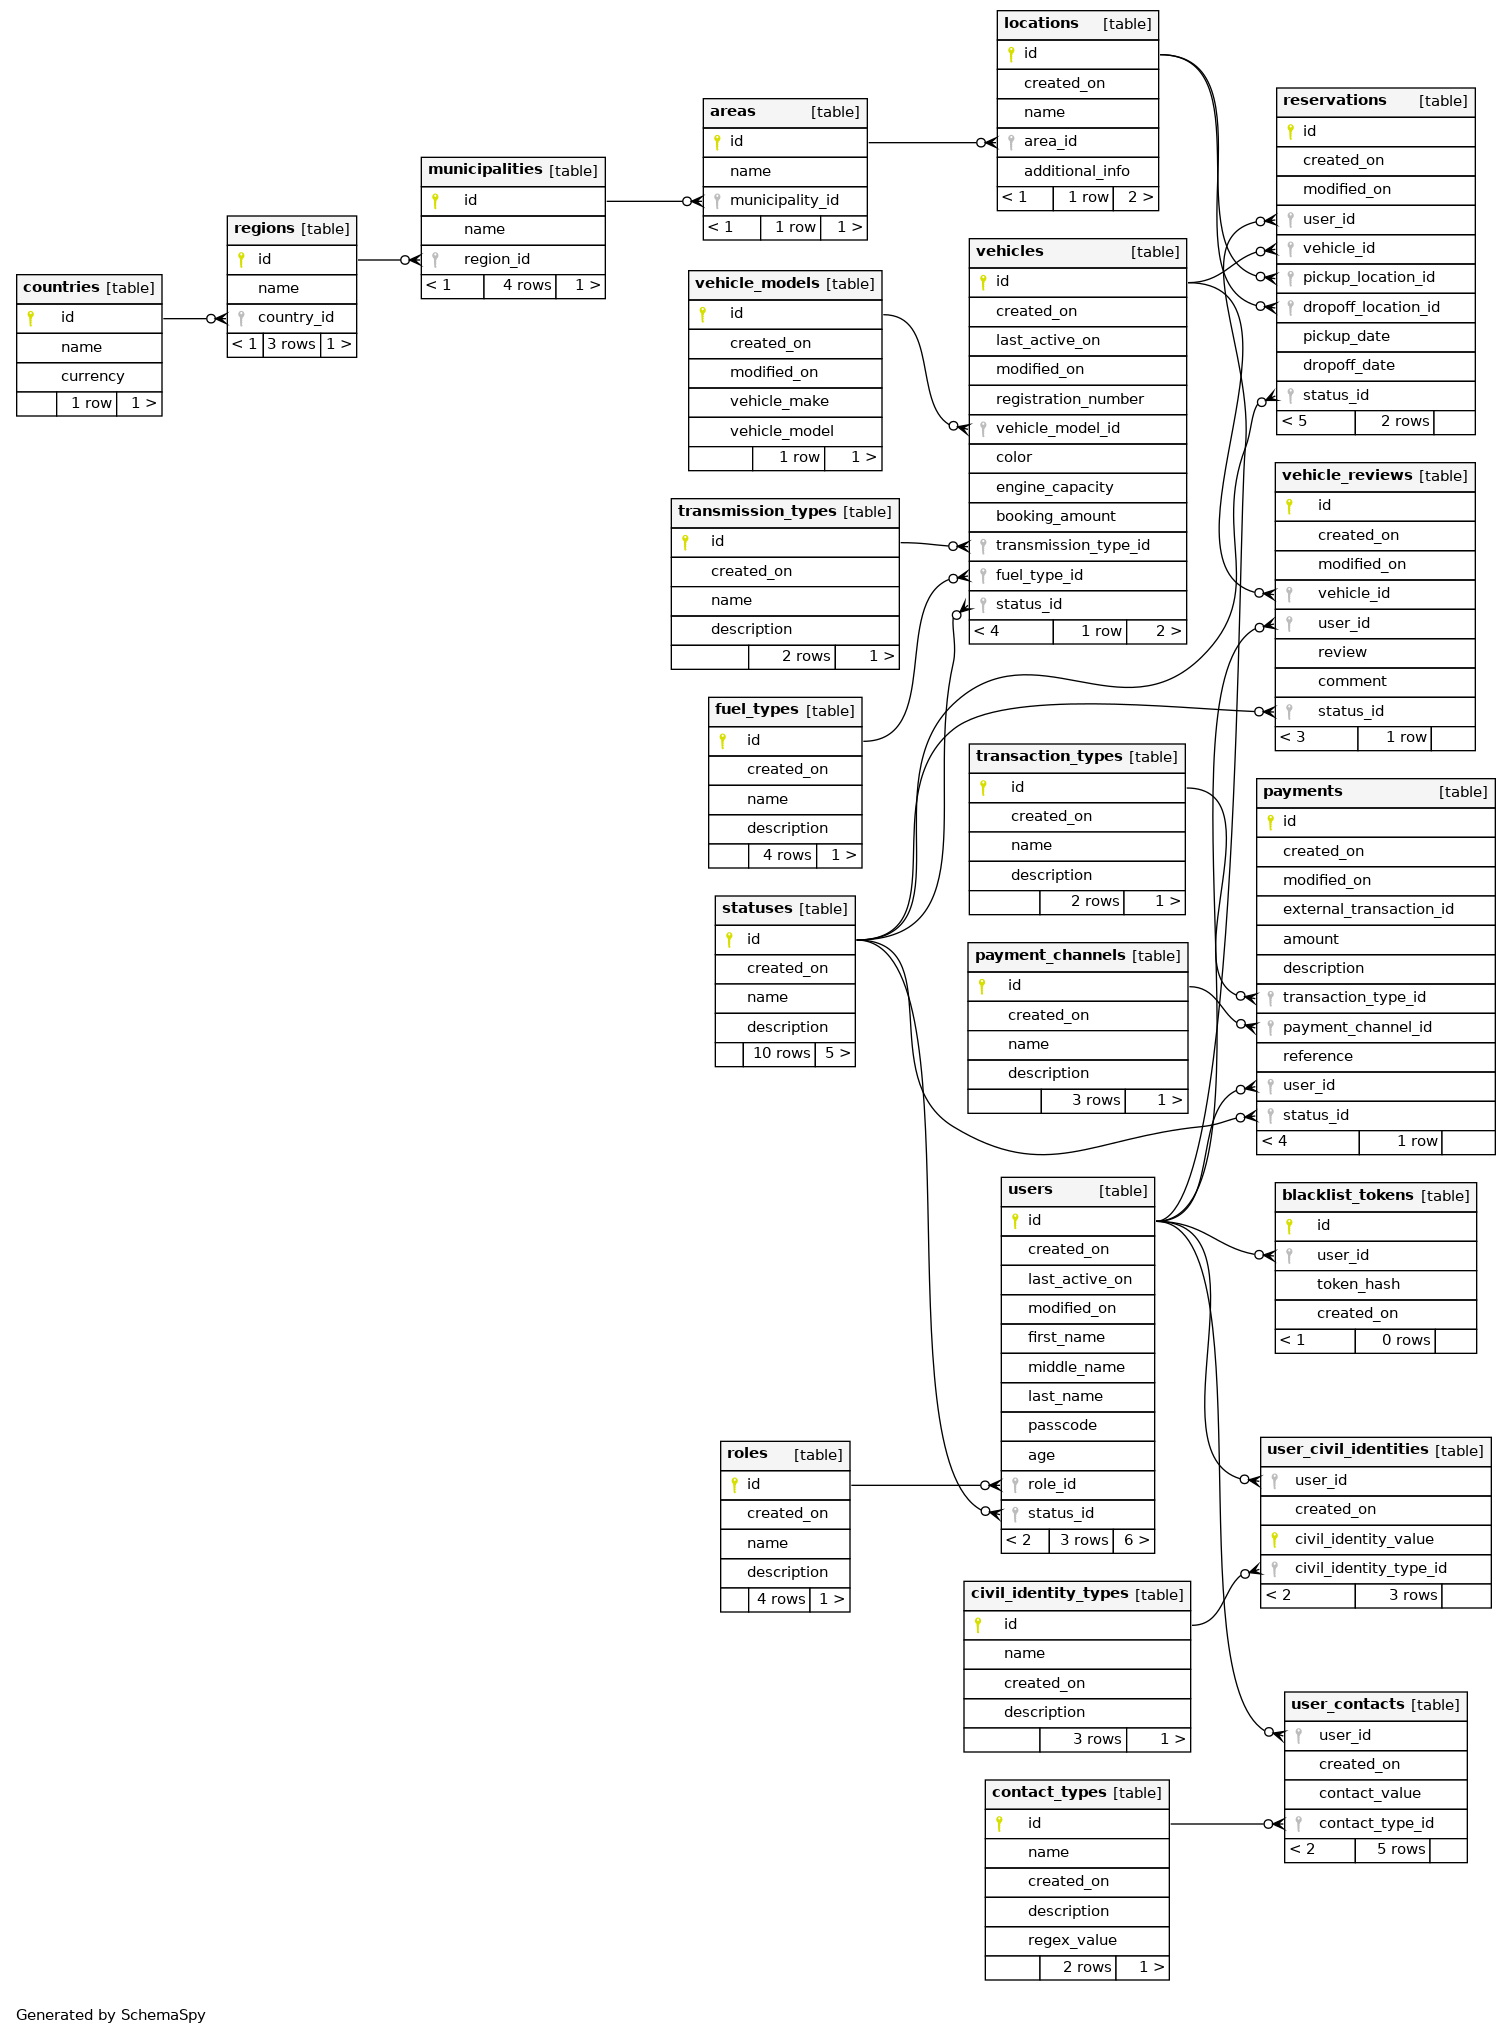 locations [table]
id
created_on
name
area_id
additional_info
< 1 1 row 2 >
reservations [table]
id
created_on
modified_on
user_id
vehicle_id
pickup_location_id
dropoff_location_id
pickup_date
dropoff_date
status_id
< 5 2 rows
areas [table]
id
name
municipality_id
< 1 1 row 1 >
municipalities [table]
id
name
region_id
< 1 4 rows 1 >
regions [table]
id
name
country_id
< 1 3 rows 1 >
countries [table]
id
name
currency
1 row 1 >
vehicles [table]
id
created_on
last_active_on
modified_on
registration_number
vehicle_model_id
color
engine_capacity
booking_amount
transmission_type_id
fuel_type_id
status_id
< 4 1 row 2 >
vehicle_models [table]
id
created_on
modified_on
vehicle_make
vehicle_model
1 row 1 >
vehicle_reviews [table]
id
created_on
modified_on
vehicle_id
user_id
review
comment
status_id
< 3 1 row
transmission_types [table]
id
created_on
name
description
2 rows 1 >
fuel_types [table]
id
created_on
name
description
4 rows 1 >
transaction_types [table]
id
created_on
name
description
2 rows 1 >
payments [table]
id
created_on
modified_on
external_transaction_id
amount
description
transaction_type_id
payment_channel_id
reference
user_id
status_id
< 4 1 row
statuses [table]
id
created_on
name
description
10 rows 5 >
payment_channels [table]
id
created_on
name
description
3 rows 1 >
users [table]
id
created_on
last_active_on
modified_on
first_name
middle_name
last_name
passcode
age
role_id
status_id
< 2 3 rows 6 >
blacklist_tokens [table]
id
user_id
token_hash
created_on
< 1 0 rows
roles [table]
id
created_on
name
description
4 rows 1 >
user_civil_identities [table]
user_id
created_on
civil_identity_value
civil_identity_type_id
< 2 3 rows
civil_identity_types [table]
id
name
created_on
description
3 rows 1 >
user_contacts [table]
user_id
created_on
contact_value
contact_type_id
< 2 5 rows
contact_types [table]
id
name
created_on
description
regex_value
2 rows 1 >
Generated by SchemaSpy